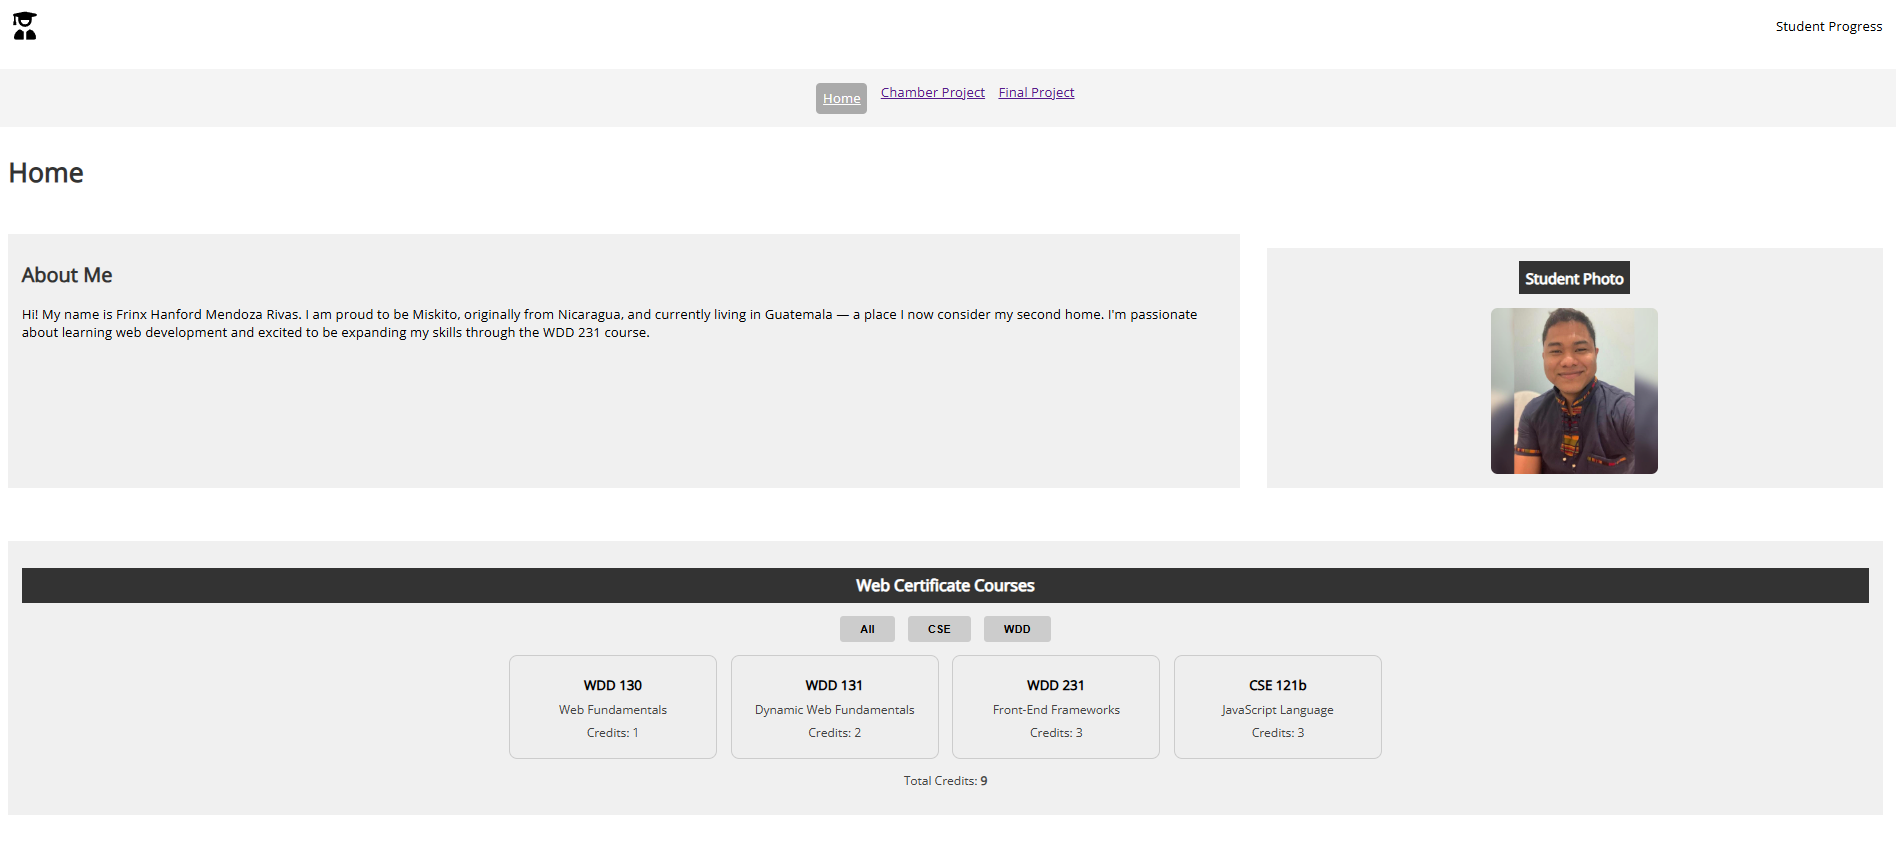 Student Progress
Home
Chamber Project
Final Project
Home
About Me
Hi! My name is Frinx Hanford Mendoza Rivas. I am proud to be Miskito, originally from Nicaragua, and currently living in Guatemala — a place I now consider my second home. I'm passionate
about learning web development and excited to be expanding my skills through the WDD 231 course.
Student Photo
Web Certificate Courses
All
CSE
WDD
WDD 130
Web Fundamentals
Credits: 1
WDD 131
Dynamic Web Fundamentals
Credits: 2
WDD 231
Front-End Frameworks
Credits: 3
CSE 121b
JavaScript Language
Credits: 3
Total Credits: 9